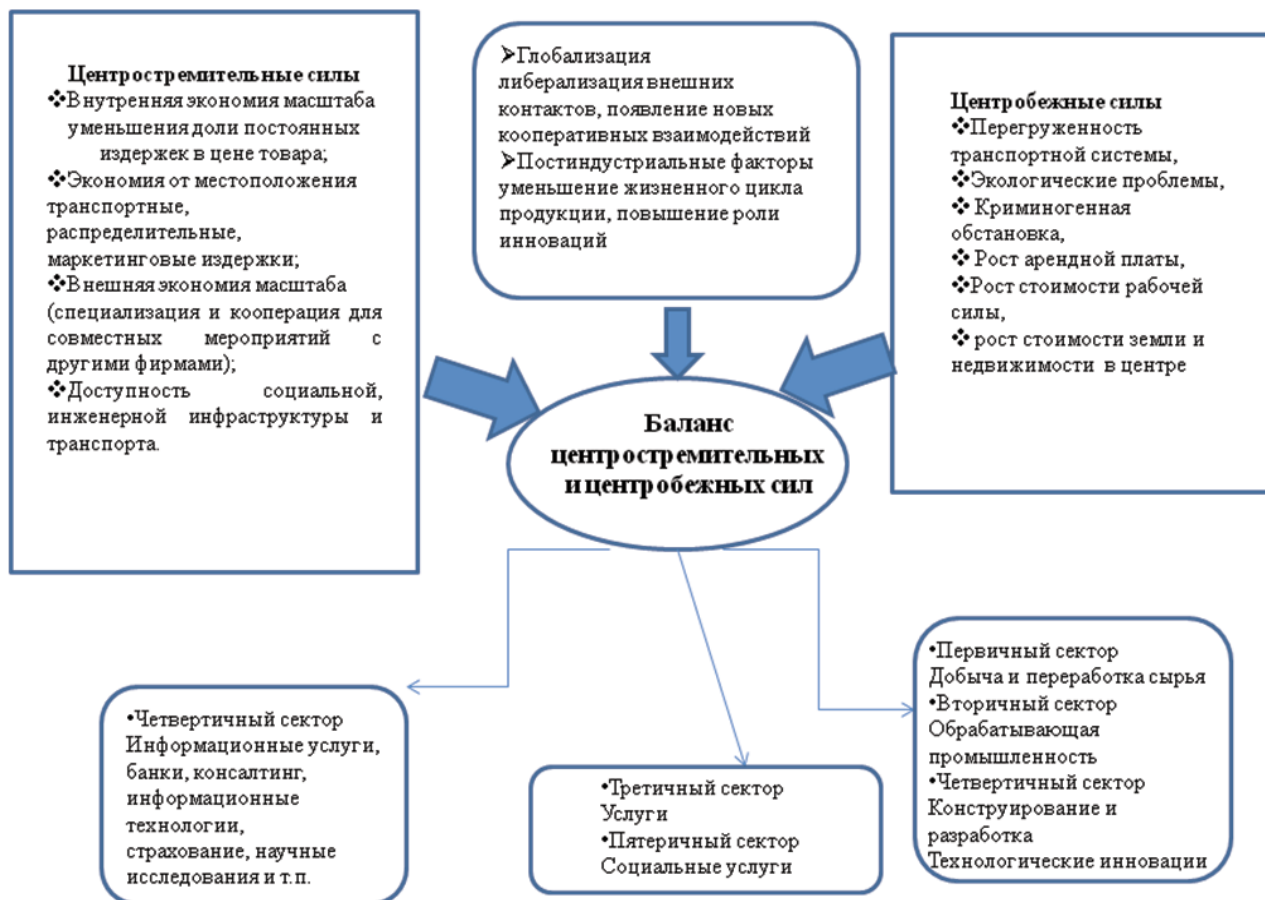 Центростремительные силы
❖Внутренняя экономия масштаба
уменьшения доли постоянных
издержек в цене товара;
❖Экономия от местоположения
транспортные,
распределительные,
маркетинговые издержки;
❖Внешняя экономия масштаба
(специализация и кооперация для
совместных мероприятий с
другими фирмами);
❖Доступность социальной,
инженерной инфраструктуры и
транспорта.
➢Глобализация
либерализация внешних
контактов, появление новых
кооперативных взаимодействий
➢Постиндустриальные факторы
уменьшение жизненного цикла
продукции, повышение роли
инноваций
Центробежные силы
❖Перегруженность
транспортной системы,
❖Экологические проблемы,
❖ Криминогенная
обстановка,
❖ Рост арендной платы,
❖Рост стоимости рабочей
силы,
❖ рост стоимости земли и
недвижимости в центре
Баланс
центростремительных
и центробежных сил
•Четвертичный сектор
Информационные услуги,
банки, консалтинг,
информационные
технологии,
страхование, научные
исследования и т.п.
•Третичный сектор
Услуги
•Пятеричный сектор
Социальные услуги
•Первичный сектор
Добыча и переработка сырья
•Вторичный сектор
Обрабатывающая
промышленность
•Четвертичный сектор
Конструирование и
разработка
Технологические инновации